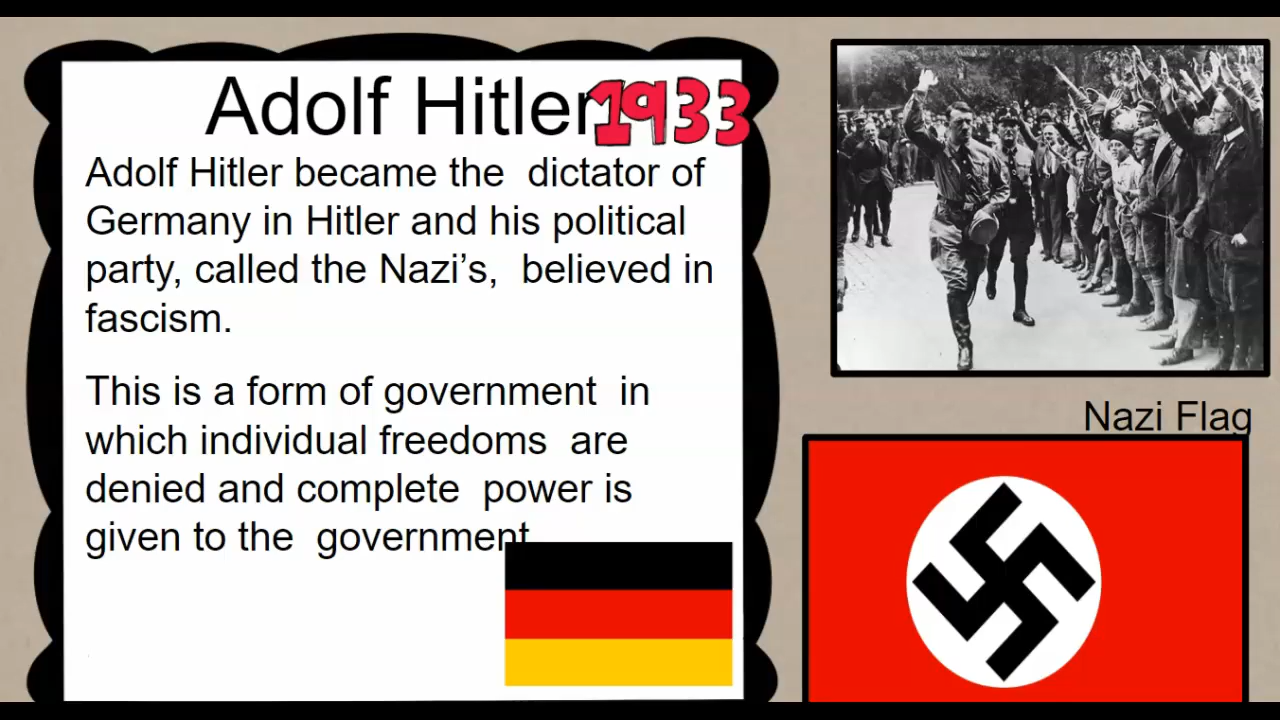 Adolf Hitler 1933
Adolf Hitler became the dictator of
Germany in Hitler and his political
party, called the Nazi’s, believed in
fascism.
This is a form of government in
which individual freedoms are
denied and complete power is
given to the government
Nazi Flag